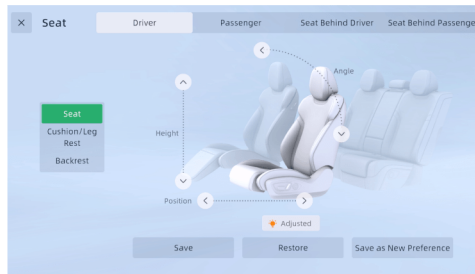 Seat
Driver
Passenger
Seat Behind Driver
Seat Behind Passenge
Angle
Seat
Cushion/Leg
Rest
Backrest
Height
Position
Adjusted
Save
Restore
Save as New Preference